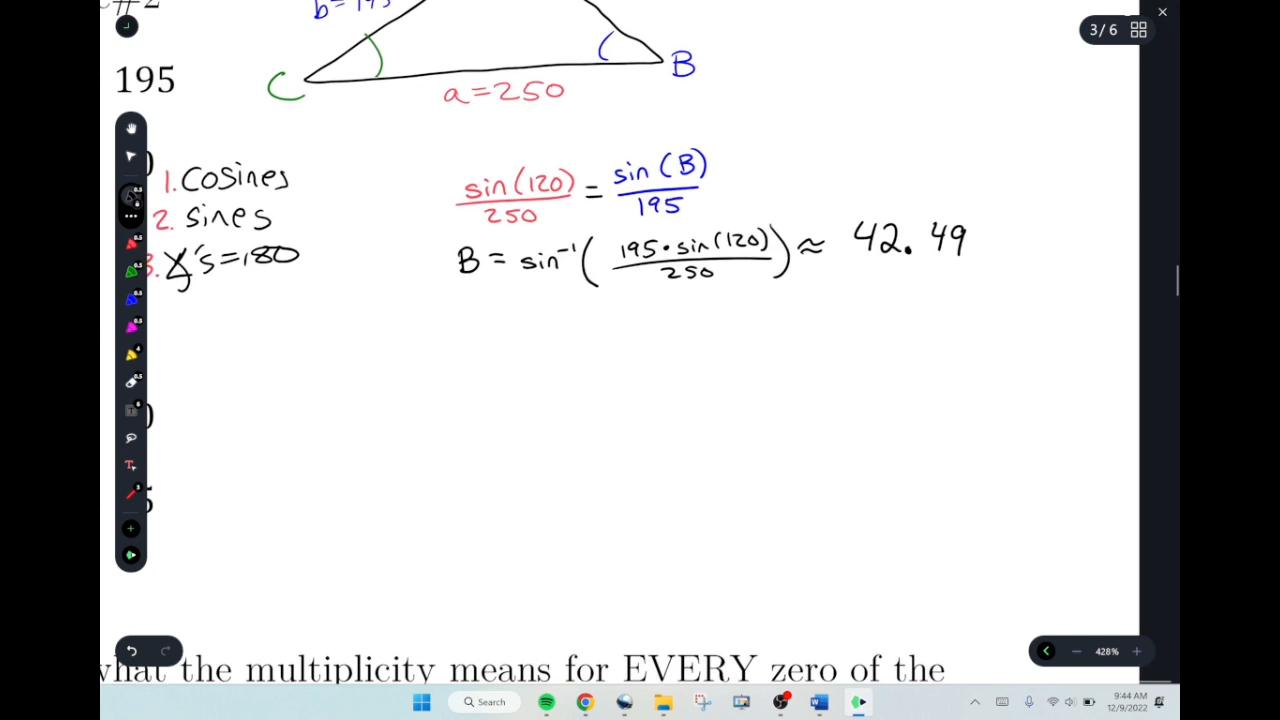 b=195
3/6
195
C
B
a=250
1. Cosines
2. sines
3. ∡'s=180
sin(120)/250 = sin(B)/195
B = sin⁻¹(195·sin(120)/250) ≈ 42.49
what the multiplicity means for EVERY zero of the
428%
Search
9:44 AM
12/9/2022